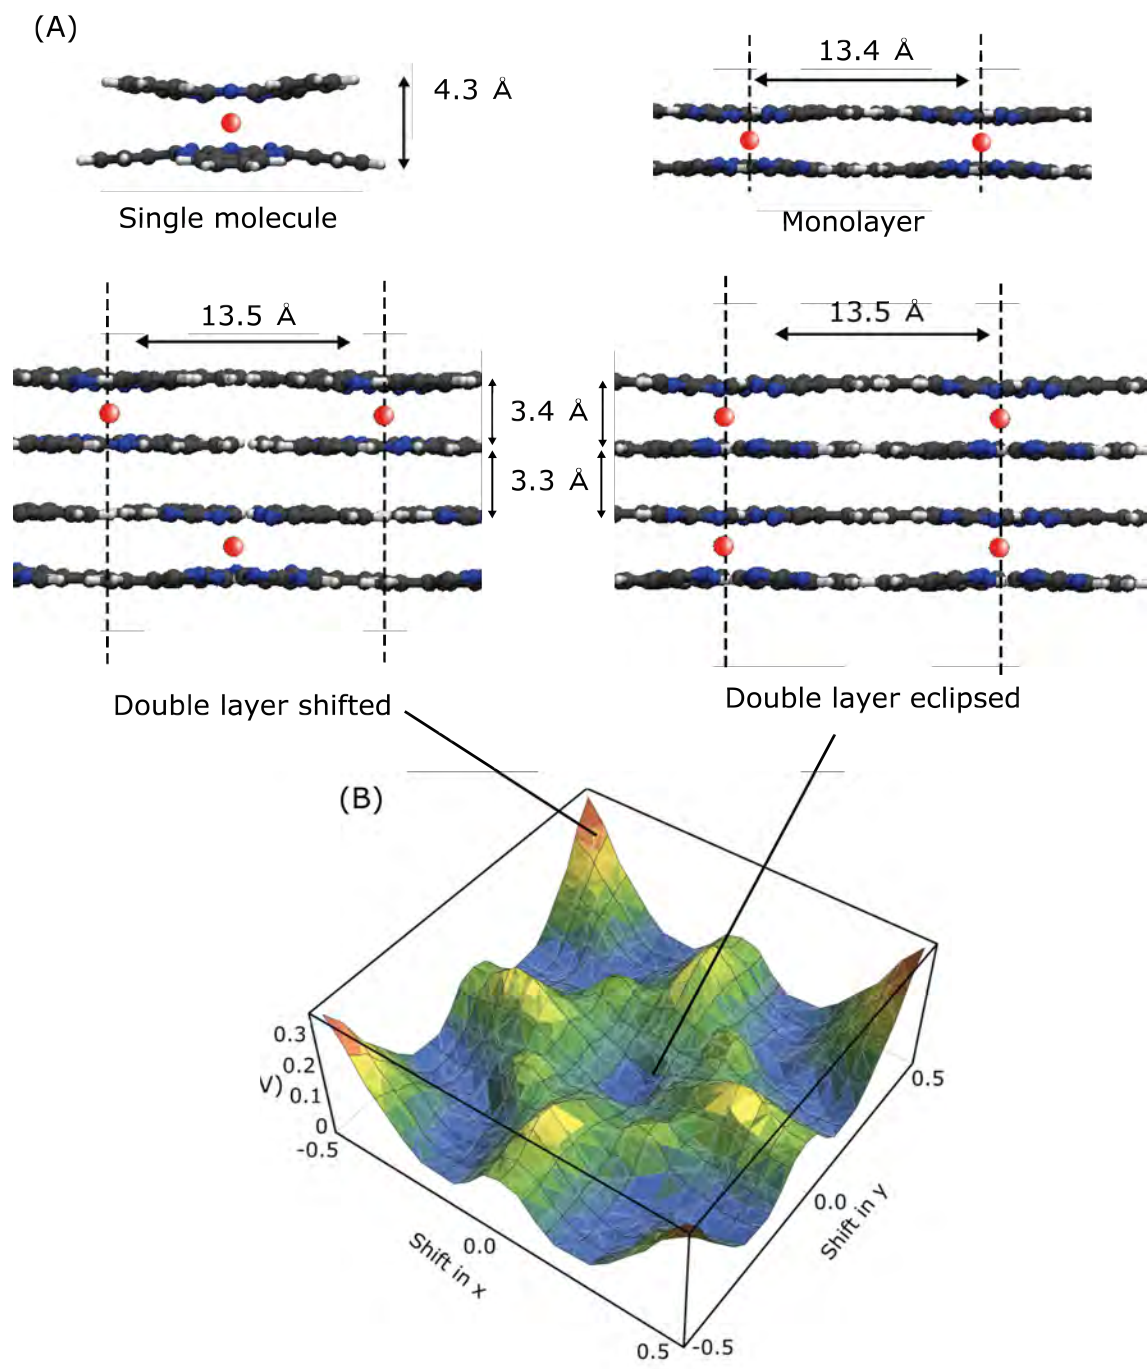 (A)
4.3 Å
13.4 Å
Single molecule
Monolayer
13.5 Å
13.5 Å
3.4 Å
3.3 Å
Double layer shifted
Double layer eclipsed
(B)
0.3
0.2
V)
0.1
0
-0.5
0.5
0.0
Shift in y
0.0
Shift in x
0.5
-0.5